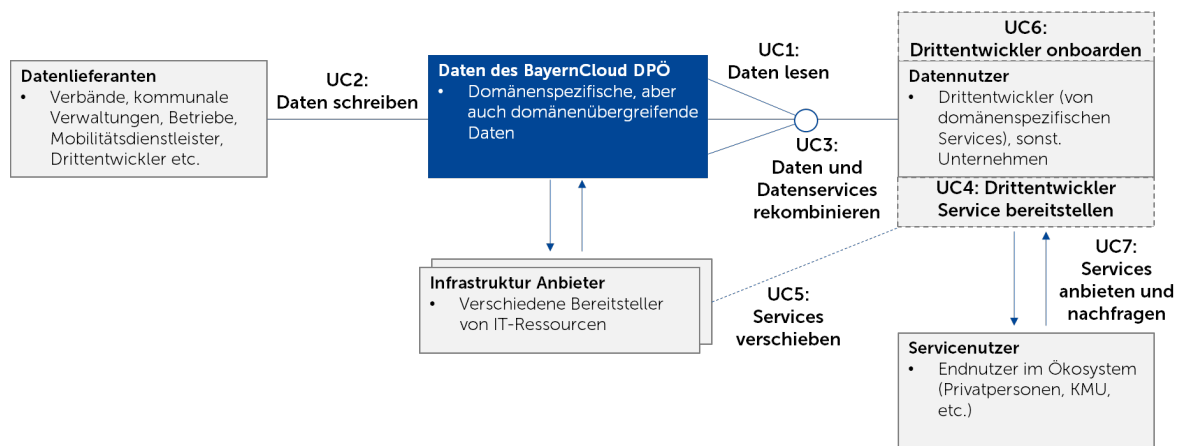 Datenlieferanten
• Verbände, kommunale
Verwaltungen, Betriebe,
Mobilitätsdienstleister,
Drittentwickler etc.
UC2:
Daten schreiben
Daten des BayernCloud DPÖ
• Domänenspezifische, aber
auch domänenübergreifende
Daten
UC1:
Daten lesen
UC3:
Daten und
Datenservices
rekombinieren
UC6:
Drittentwickler onboarden
Datennutzer
• Drittentwickler (von
domänenspezifischen
Services), sonst.
Unternehmen
UC4: Drittentwickler
Service bereitstellen
Infrastruktur Anbieter
• Verschiedene Bereitsteller
von IT-Ressourcen
UC5:
Services
verschieben
UC7:
Services
anbieten und
nachfragen
Servicenutzer
• Endnutzer im Ökosystem
(Privatpersonen, KMU,
etc.)